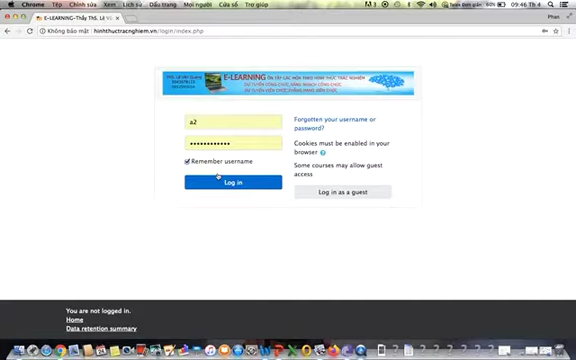 Chrome Tệp Chỉnh sửa Xem Lịch sử Dấu trang Mọi người Cửa sổ Trợ giúp
09:46 Th 4
E-LEARNING-Thầy ThS. Lê V
Phan
Không bảo mật | hinhthuctracnghiem.vn/login/index.php
E-LEARNING
a2
Remember username
Log in
Forgotten your username or
password?
Cookies must be enabled in your
browser
Some courses may allow guest
access
Log in as a guest
You are not logged in.
Home
Data retention summary